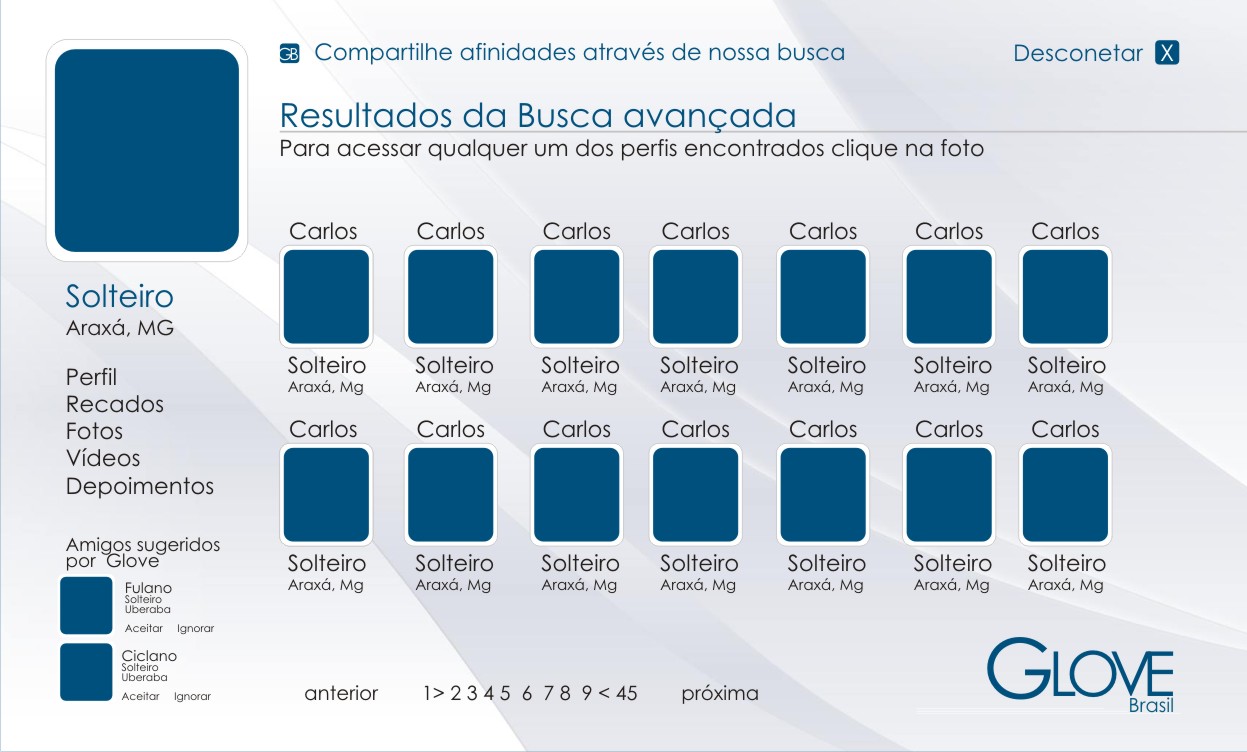 GB Compartilhe afinidades através de nossa busca
Desconetar X
Resultados da Busca avançada
Para acessar qualquer um dos perfis encontrados clique na foto
Solteiro
Araxá, MG
Perfil
Recados
Fotos
Vídeos
Depoimentos
Amigos sugeridos
por Glove
Fulano
Solteiro
Uberaba
Aceitar Ignorar
Ciclano
Solteiro
Uberaba
Aceitar Ignorar
Carlos Carlos Carlos Carlos Carlos Carlos Carlos
Solteiro Solteiro Solteiro Solteiro Solteiro Solteiro Solteiro
Araxá, Mg Araxá, Mg Araxá, Mg Araxá, Mg Araxá, Mg Araxá, Mg Araxá, Mg
Carlos Carlos Carlos Carlos Carlos Carlos Carlos
Solteiro Solteiro Solteiro Solteiro Solteiro Solteiro Solteiro
Araxá, Mg Araxá, Mg Araxá, Mg Araxá, Mg Araxá, Mg Araxá, Mg Araxá, Mg
anterior 1> 2 3 4 5 6 7 8 9 < 45 próxima
GLOVE
Brasil